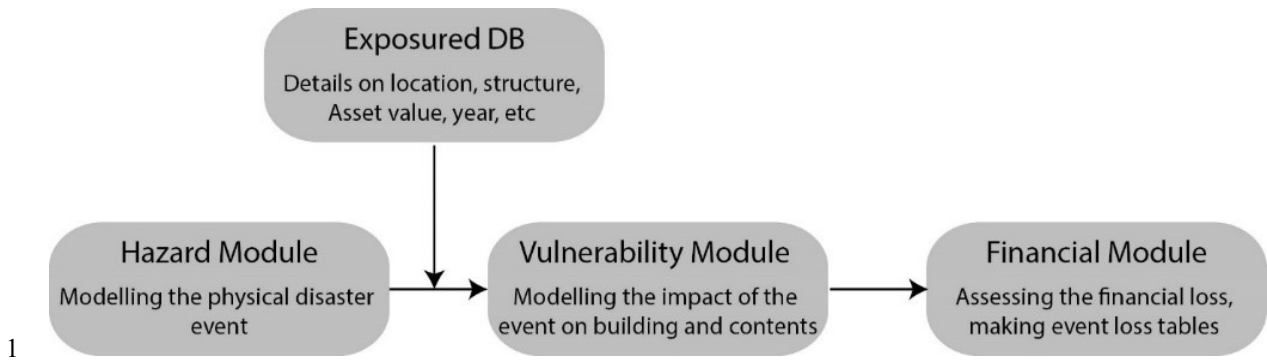 Exposured DB
Details on location, structure,
Asset value, year, etc
Hazard Module
Modelling the physical disaster
event
Vulnerability Module
Modelling the impact of the
event on building and contents
Financial Module
Assessing the financial loss,
making event loss tables
1